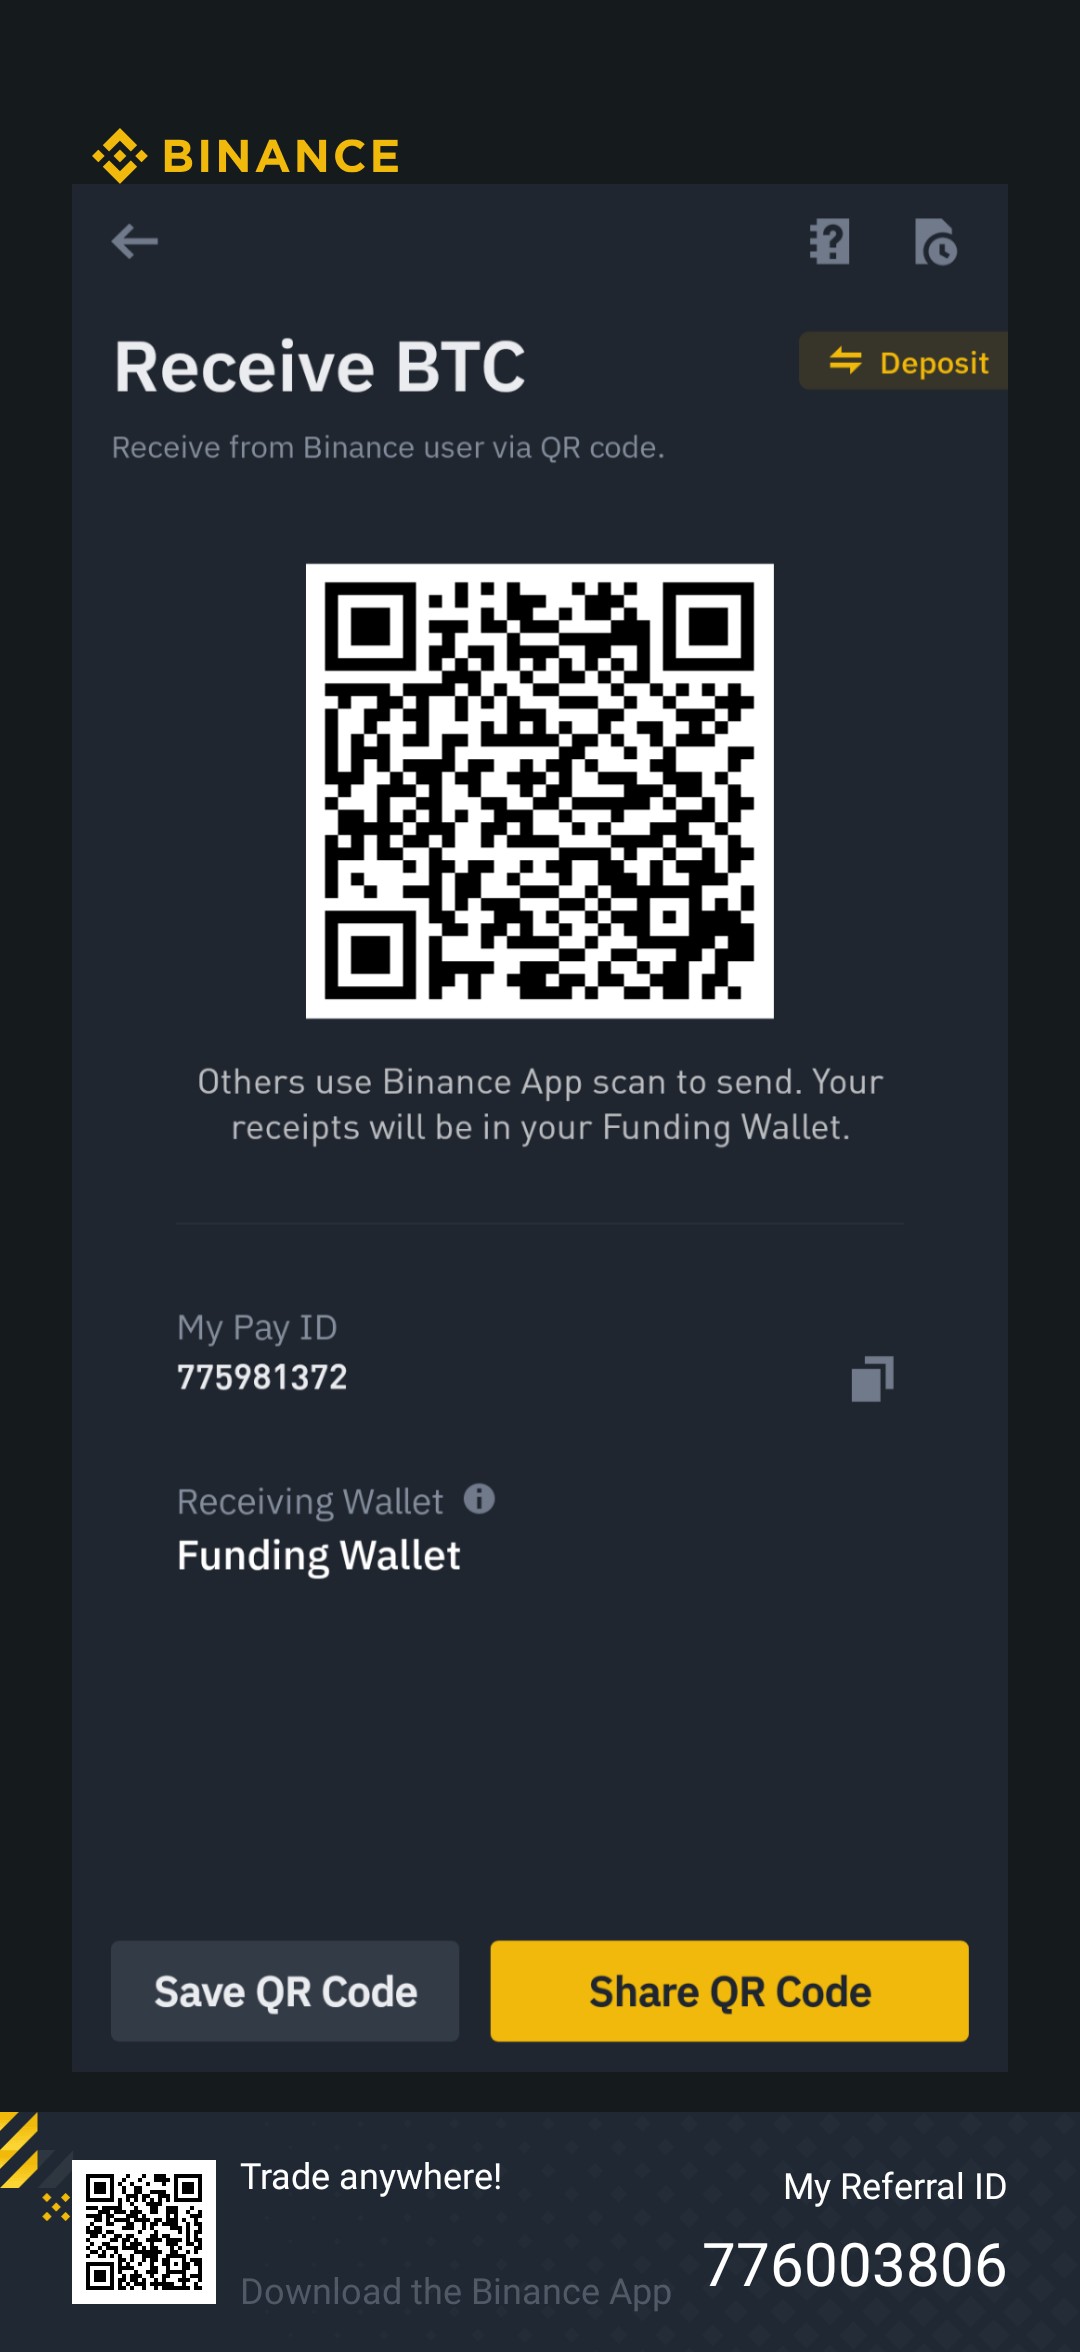 BINANCE
Receive BTC
Deposit
Receive from Binance user via QR code.
Others use Binance App scan to send. Your
receipts will be in your Funding Wallet.
My Pay ID
775981372
Receiving Wallet
Funding Wallet
Save QR Code
Share QR Code
Trade anywhere!
My Referral ID
776003806
Download the Binance App